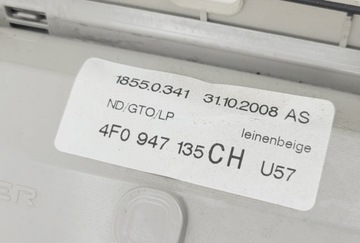 1855.0.341 31.10.2008 AS
ND/GTO/LP
leinenbeige
4F0 947 135 CH U57